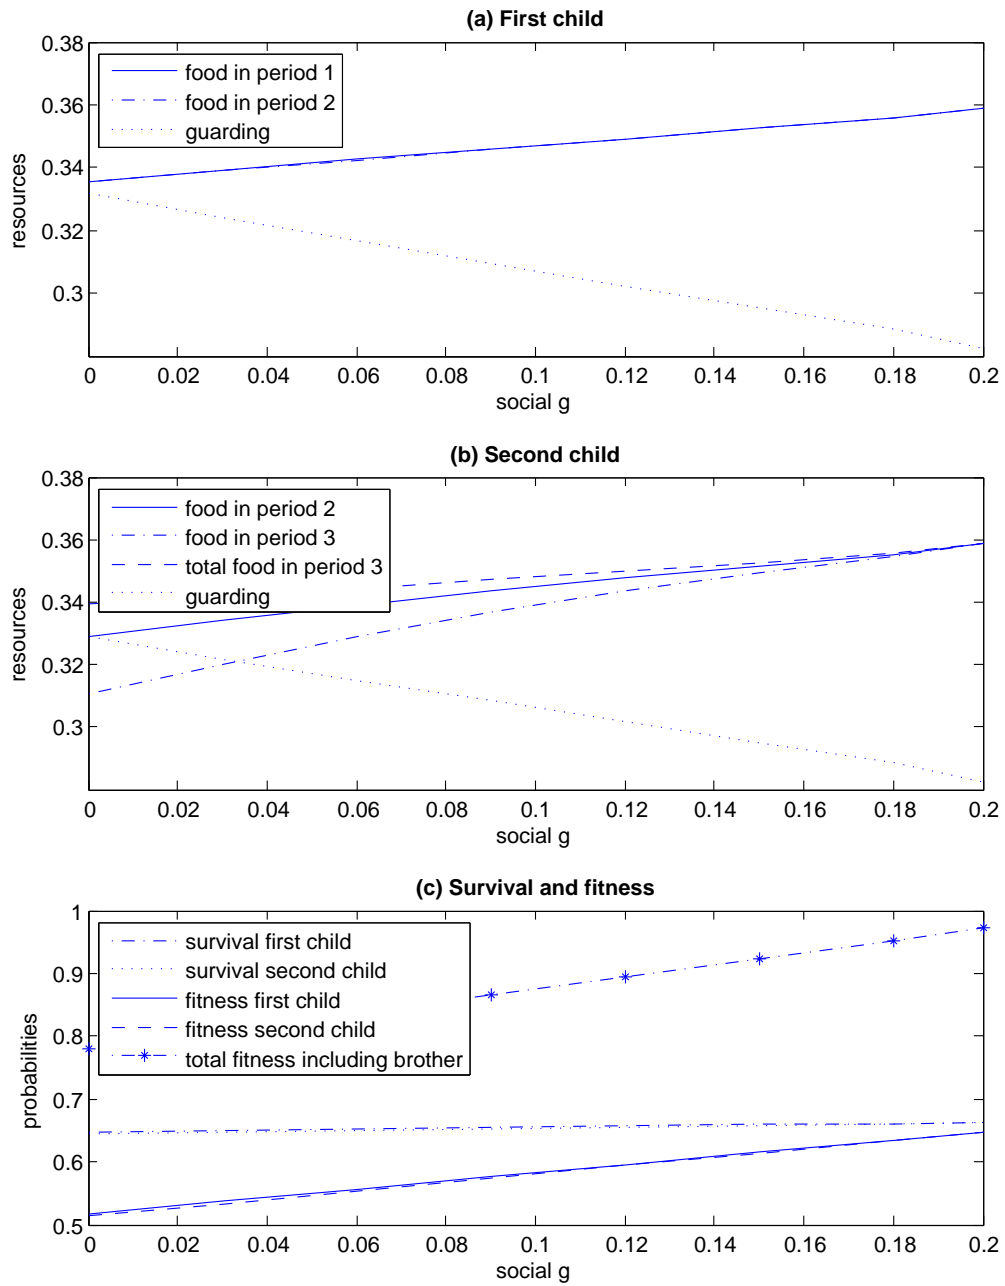 (a) First child
0.38
0.36
0.34
0.32
0.3
resources
food in period 1
food in period 2
guarding
0 0.02 0.04 0.06 0.08 0.1 0.12 0.14 0.16 0.18 0.2
social g
(b) Second child
0.38
0.36
0.34
0.32
0.3
resources
food in period 2
food in period 3
total food in period 3
guarding
0 0.02 0.04 0.06 0.08 0.1 0.12 0.14 0.16 0.18 0.2
social g
(c) Survival and fitness
1
0.9
0.8
0.7
0.6
0.5
probabilities
survival first child
survival second child
fitness first child
fitness second child
total fitness including brother
0 0.02 0.04 0.06 0.08 0.1 0.12 0.14 0.16 0.18 0.2
social g